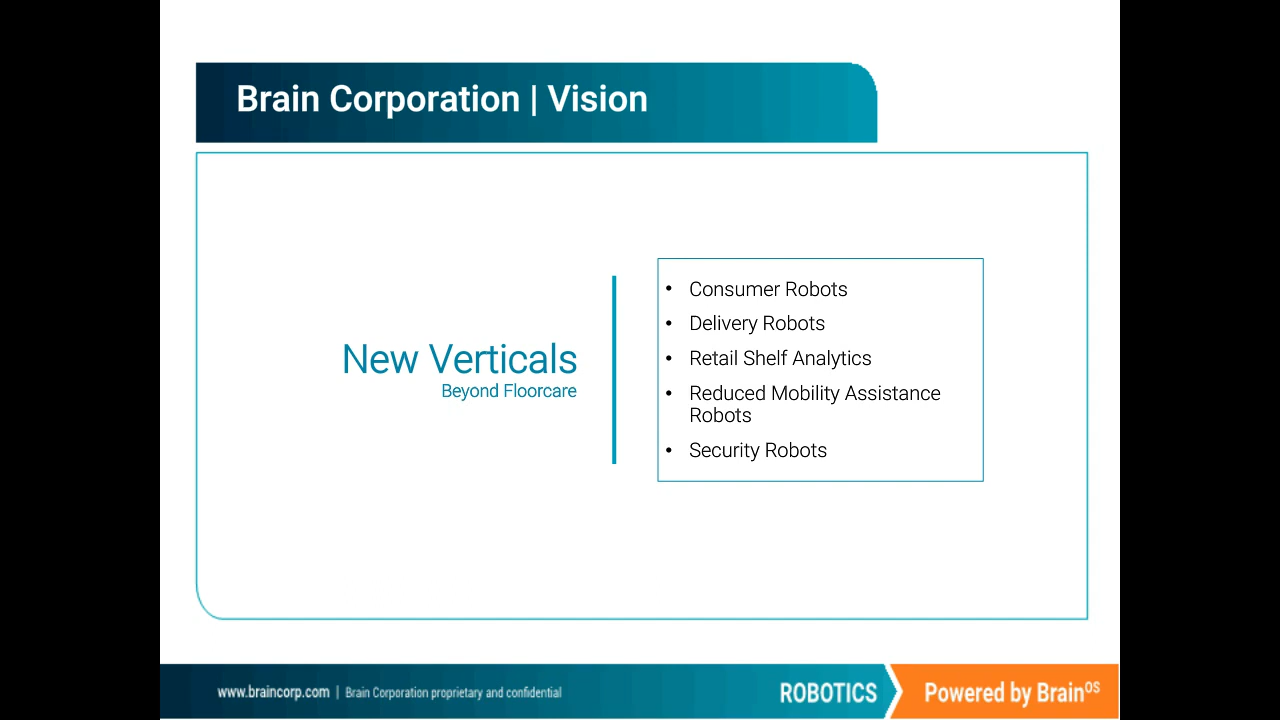 Brain Corporation | Vision
New Verticals
Beyond Floorcare
• Consumer Robots
• Delivery Robots
• Retail Shelf Analytics
• Reduced Mobility Assistance
Robots
• Security Robots
www.braincorp.com | Brain Corporation proprietary and confidential
ROBOTICS
Powered by BrainOS